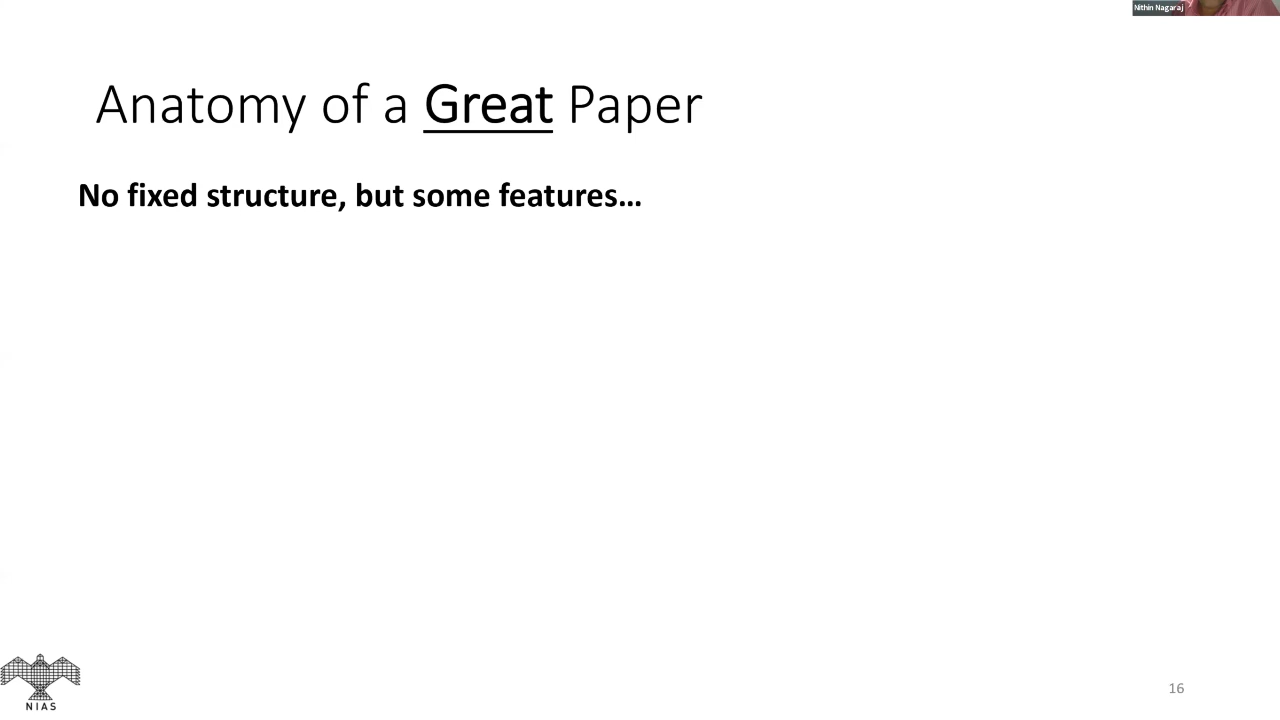 Nithin Nagaraj
Anatomy of a Great Paper
No fixed structure, but some features...
NIAS
16